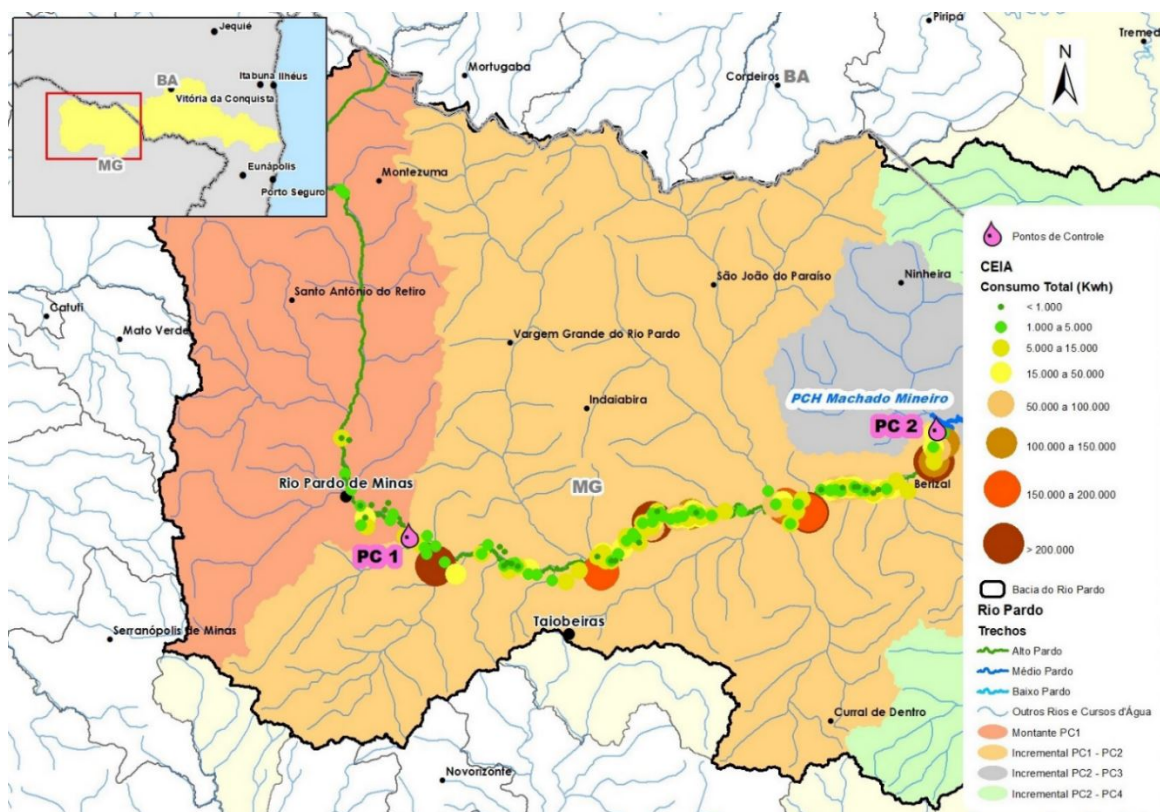 Jequié
BA
Itabuna
Ilhéus
Vitória da Conquista
MG
Eunápolis
Porto Seguro
Piripá
Tremed
Mortugaba
Cordeiros
BA
N
Montezuma
Santo Antônio do Retiro
São João do Paraíso
Ninheira
Catuti
Mato Verde
Vargem Grande do Rio Pardo
Indaiabira
PCH Machado Mineiro
PC 2
Rio Pardo de Minas
MG
Berizal
PC 1
Taiobeiras
Serranópolis de Minas
Curral de Dentro
Novorizonte
Pontos de Controle
CEIA
Consumo Total (Kwh)
< 1.000
1.000 a 5.000
5.000 a 15.000
15.000 a 50.000
50.000 a 100.000
100.000 a 150.000
150.000 a 200.000
> 200.000
Bacia do Rio Pardo
Rio Pardo
Trechos
Alto Pardo
Médio Pardo
Baixo Pardo
Outros Rios e Cursos d'Água
Montante PC1
Incremental PC1 - PC2
Incremental PC2 - PC3
Incremental PC2 - PC4